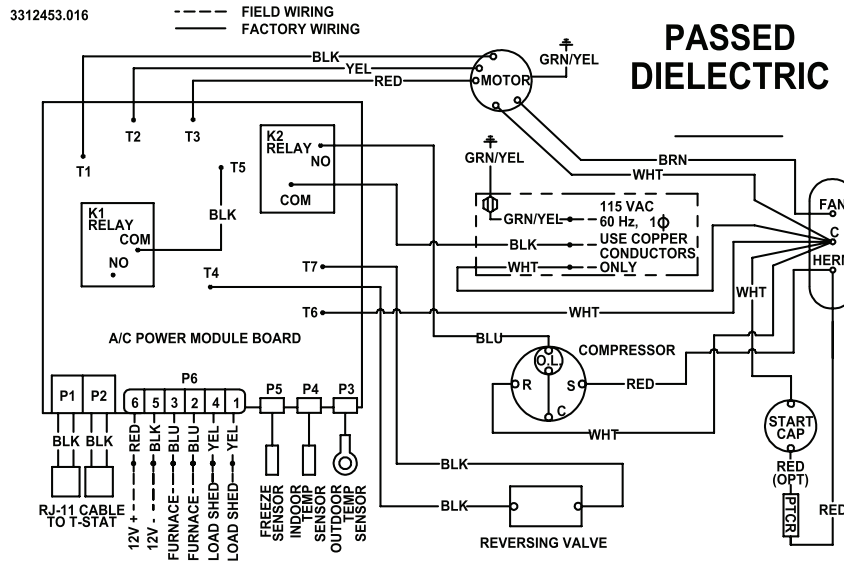 3312453.016
FIELD WIRING
FACTORY WIRING
PASSED
DIELECTRIC
BLK
YEL
RED
MOTOR
GRN/YEL
T1
T2
T3
T5
K2
RELAY
NO
COM
BLK
K1
RELAY
COM
NO
T4
T7
T6
A/C POWER MODULE BOARD
GRN/YEL
BRN
WHT
GRN/YEL
115 VAC
60 Hz, 1ϕ
BLK
USE COPPER
CONDUCTORS
WHT
ONLY
FAN
C
HERM
WHT
WHT
BLU
O.L.
COMPRESSOR
R
S
C
RED
WHT
START
CAP
RED
(OPT)
PTCR
RED
P1
P2
P6
6 5 3 2 4 1
P5
P4
P3
BLK
BLK
RJ-11 CABLE
TO T-STAT
RED
12V +
BLK
12V -
BLU
FURNACE
BLU
FURNACE
YEL
LOAD SHED
YEL
LOAD SHED
FREEZE
SENSOR
INDOOR
TEMP
SENSOR
OUTDOOR
TEMP
SENSOR
BLK
BLK
REVERSING VALVE